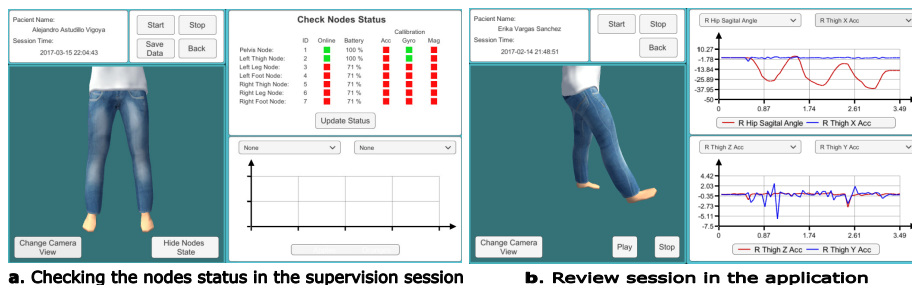 Pacient Name:
Alejandro Astudillo Vigoya
Session Time:
2017-03-15 22:04:43
Start Stop
Save Data Back
Change Camera View
Hide Nodes State
Check Nodes Status
Callibration
ID Online Battery Acc Gyro Mag
Pelvis Node: 1 100 %
Left Thigh Node: 2 100 %
Left Leg Node: 3 71 %
Left Foot Node: 4 71 %
Right Thigh Node: 5 71 %
Right Leg Node: 6 71 %
Right Foot Node: 7 71 %
Update Status
None None
a. Checking the nodes status in the supervision session
Pacient Name:
Erika Vargas Sanchez
Session Time:
2017-02-14 21:48:51
Start Stop
Back
Change Camera View
Play Stop
R Hip Sagital Angle R Thigh X Acc
10.27
-1.78
-13.84
-25.89
-37.95
-50
0 0.87 1.74 2.61 3.49
R Hip Sagital Angle R Thigh X Acc
R Thigh Z Acc R Thigh Y Acc
4.42
2.03
-0.35
-2.73
-5.11
-7.5
0 0.87 1.74 2.61 3.49
R Thigh Z Acc R Thigh Y Acc
b. Review session in the application